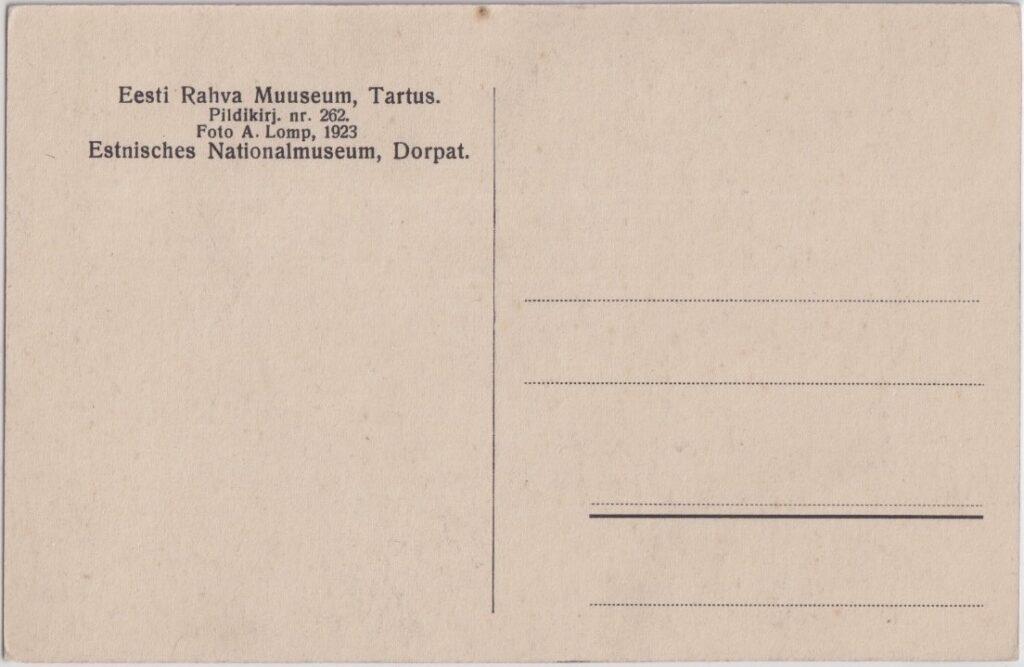 Eesti Rahva Muuseum, Tartus.
Pildikirj. nr. 262.
Foto A. Lomp, 1923
Estnisches Nationalmuseum, Dorpat.